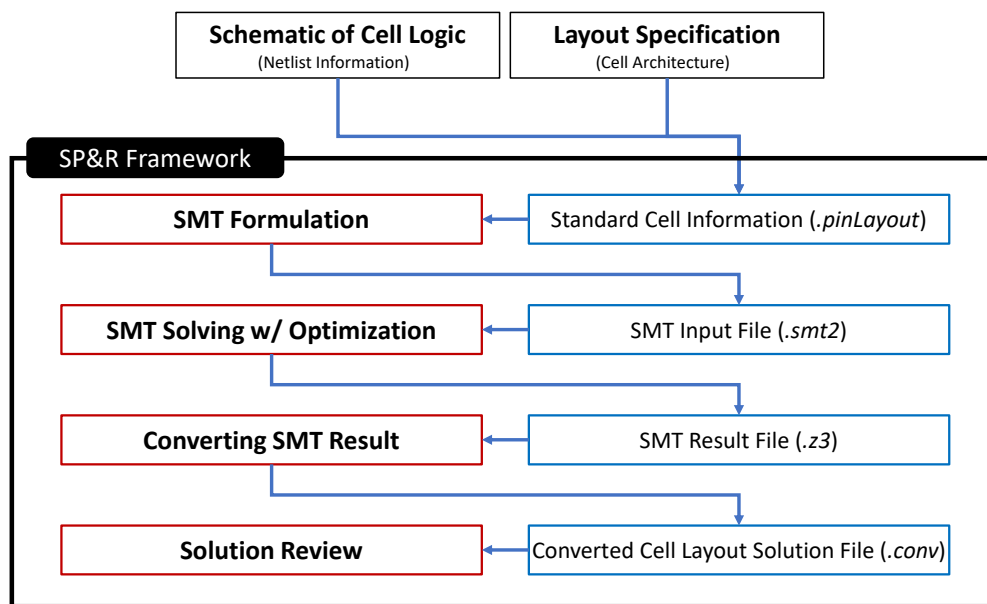 Schematic of Cell Logic
(Netlist Information)
Layout Specification
(Cell Architecture)
SP&R Framework
SMT Formulation
Standard Cell Information (.pinLayout)
SMT Solving w/ Optimization
SMT Input File (.smt2)
Converting SMT Result
SMT Result File (.z3)
Solution Review
Converted Cell Layout Solution File (.conv)